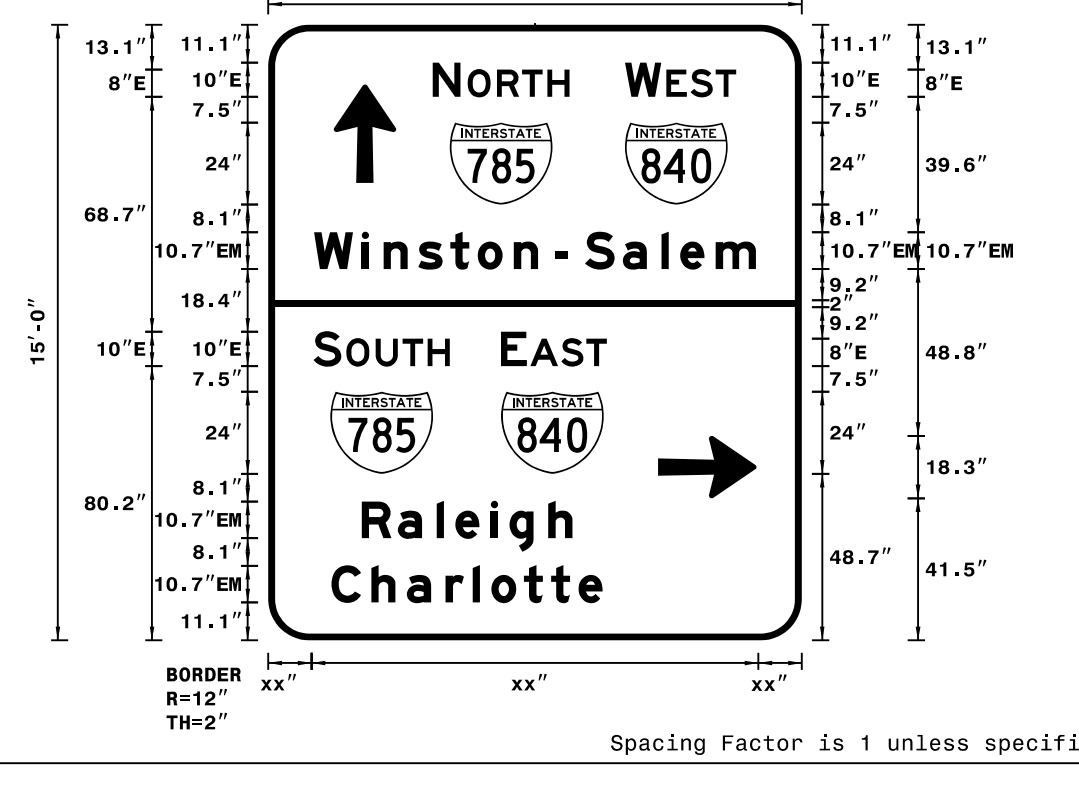 13.1" 11.1" 11.1" 13.1"
8"E 10"E NORTH WEST 10"E 8"E
7.5" 7.5"
INTERSTATE INTERSTATE
24" 785 840 24" 39.6"
68.7" 8.1" 8.1"
10.7"EM Winston-Salem 10.7"EM 10.7"EM
9.2"
15'-0" 18.4" 2"
9.2"
10"E 10"E SOUTH EAST 8"E 48.8"
7.5" 7.5"
INTERSTATE INTERSTATE
24" 785 840 24"
18.3"
80.2" 8.1"
10.7"EM Raleigh
8.1" 48.7"
10.7"EM Charlotte 41.5"
11.1"
BORDER xx" xx" xx"
R=12"
TH=2"
Spacing Factor is 1 unless specifi